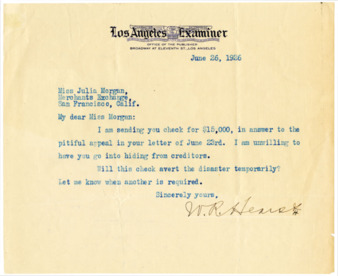 Los Angeles Examiner
OFFICE OF THE PUBLISHER
BROADWAY AT ELEVENTH ST., LOS ANGELES
June 26, 1926
Miss Julia Morgan,
Merchants Exchange,
San Francisco, Calif.
My dear Miss Morgan:
I am sending you check for $15,000, in answer to the
pitiful appeal in your letter of June 23rd. I am unwilling to
have you go into hiding from creditors.
Will this check avert the disaster temporarily?
Let me know when another is required.
Sincerely yours,
W. R. Hearst